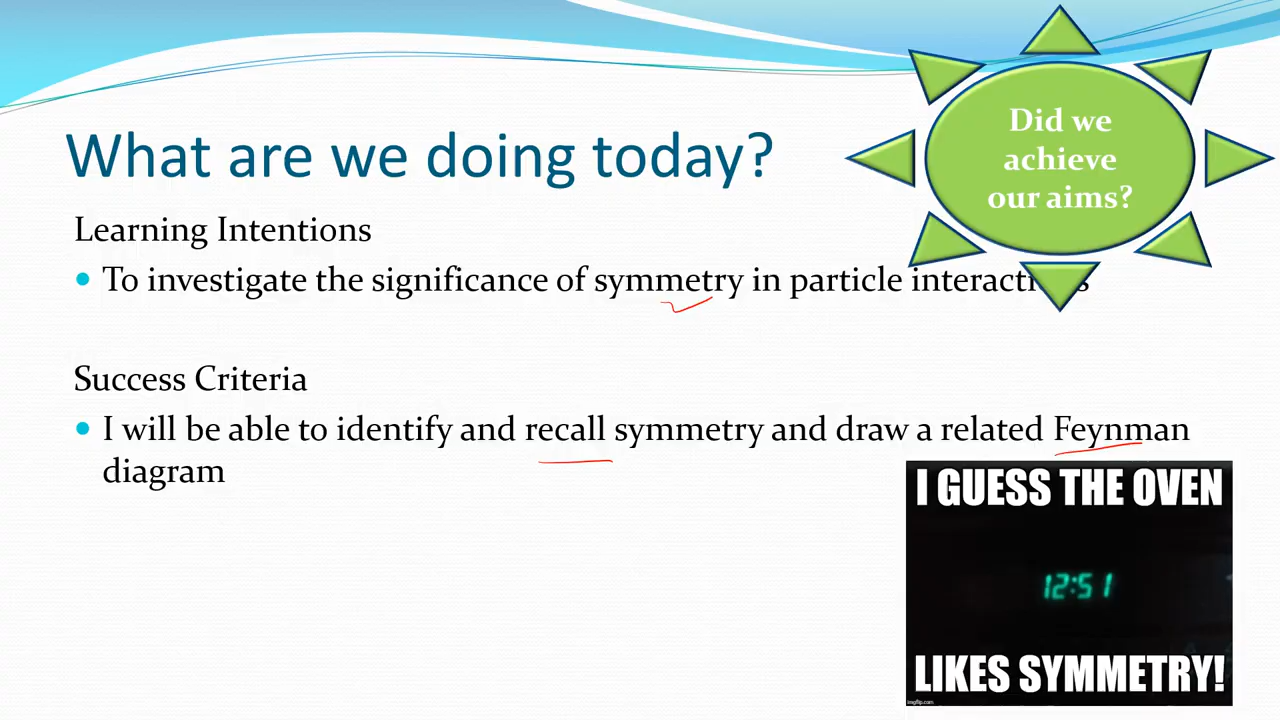 What are we doing today?
Did we
achieve
our aims?
Learning Intentions
• To investigate the significance of symmetry in particle
Success Criteria
• I will be able to identify and recall symmetry and draw a related Feynman
diagram
I GUESS THE OVEN
12:51
LIKES SYMMETRY!
imgflip.com